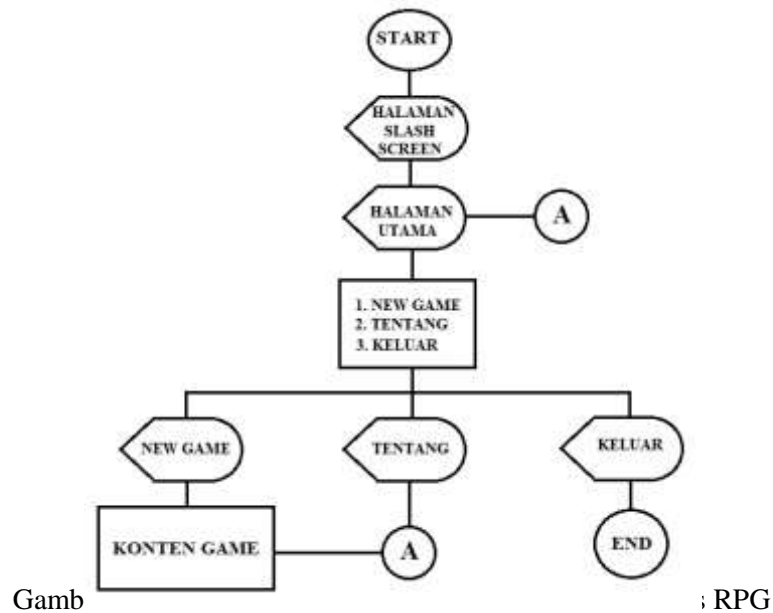 START
HALAMAN
SLASH
SCREEN
HALAMAN
UTAMA
A
1. NEW GAME
2. TENTANG
3. KELUAR
NEW GAME
TENTANG
KELUAR
KONTEN GAME
A
END
Gamb
s RPG